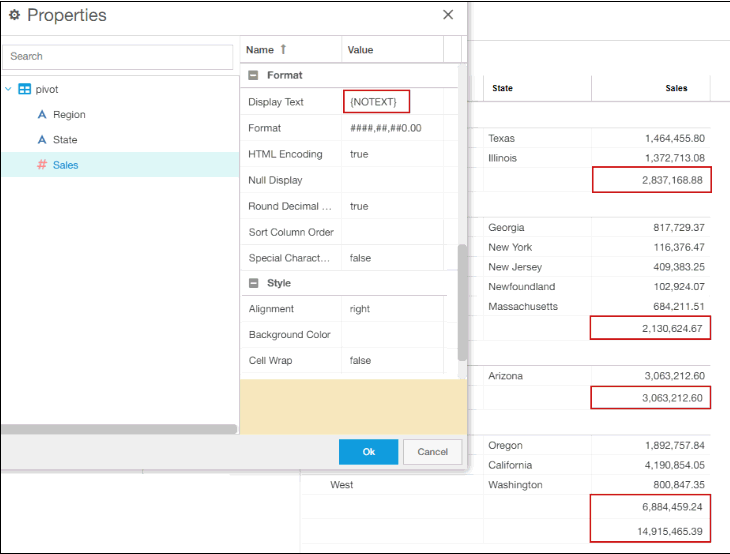 Properties
Search
pivot
Region
State
Sales
Name Value
Format
Display Text {NOTEXT}
Format ####,##,##0.00
HTML Encoding true
Null Display
Round Decimal ... true
Sort Column Order
Special Charact... false
Style
Alignment right
Background Color
Cell Wrap false
Ok Cancel
State Sales
Texas 1,464,455.80
Illinois 1,372,713.08
2,837,168.88
Georgia 817,729.37
New York 116,376.47
New Jersey 409,383.25
Newfoundland 102,924.07
Massachusetts 684,211.51
2,130,624.67
Arizona 3,063,212.60
3,063,212.60
Oregon 1,892,757.84
California 4,190,854.05
West Washington 800,847.35
6,884,459.24
14,915,465.39